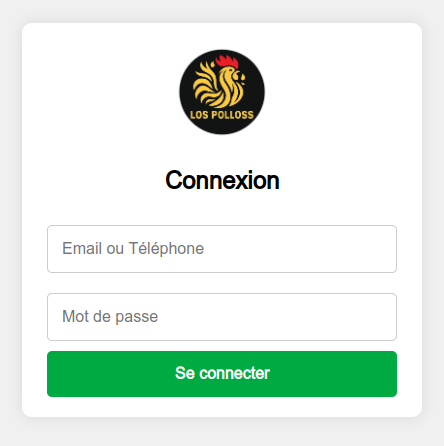 LOS POLLOSS
Connexion
Email ou Téléphone
Mot de passe
Se connecter